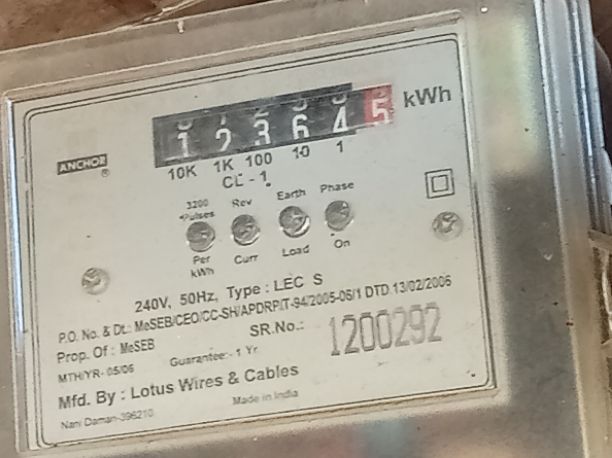 1 2 3 6 4 5 kWh
ANCHOR ®
10K 1K 100 10 1
CL - 1
3200 Pulses Per kWh
Rev Curr
Earth Load
Phase On
240V, 50Hz, Type : LEC S
P.O. No. & Dt.: MeSEB/CEO/CC-SH/APDRP/T-94/2005-06/1 DTD 13/02/2006
Prop. Of : MeSEB SR.No.: 1200292
MTH/YR- 05/06 Guarantee:- 1 Yr.
Mfd. By : Lotus Wires & Cables
Nani Daman-396210 Made in India